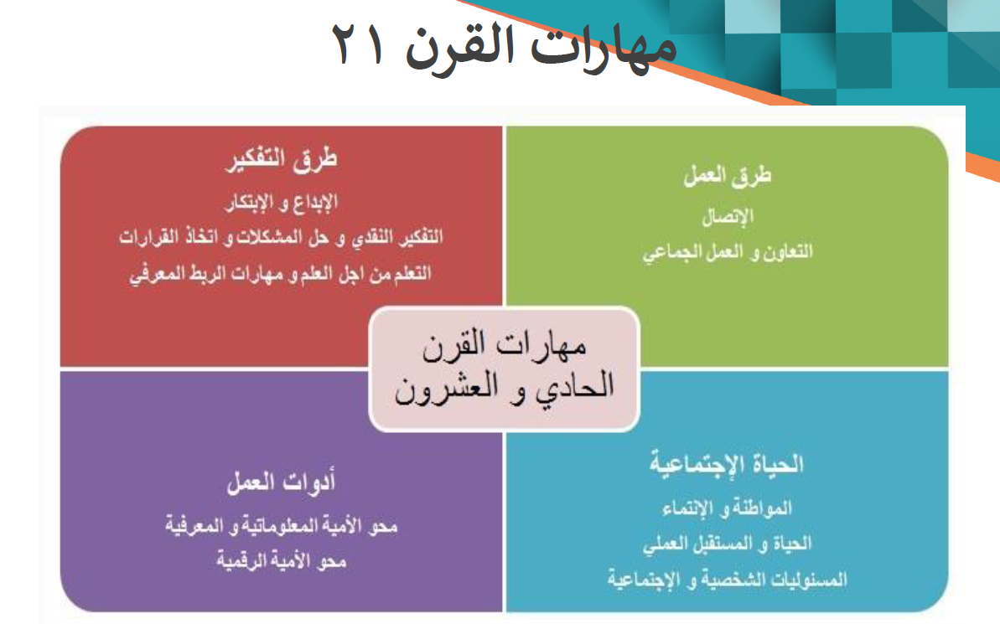 مهارات القرن ٢١
طرق العمل
الإتصال
التعاون و العمل الجماعي
طرق التفكير
الإبداع و الإبتكار
التفكير النقدي و حل المشكلات و اتخاذ القرارات
التعلم من اجل العلم و مهارات الربط المعرفي
مهارات القرن
الحادي و العشرون
الحياة الإجتماعية
المواطنة و الإنتماء
الحياة و المستقبل العملي
المسئوليات الشخصية و الإجتماعية
أدوات العمل
محو الأمية المعلوماتية و المعرفية
محو الأمية الرقمية